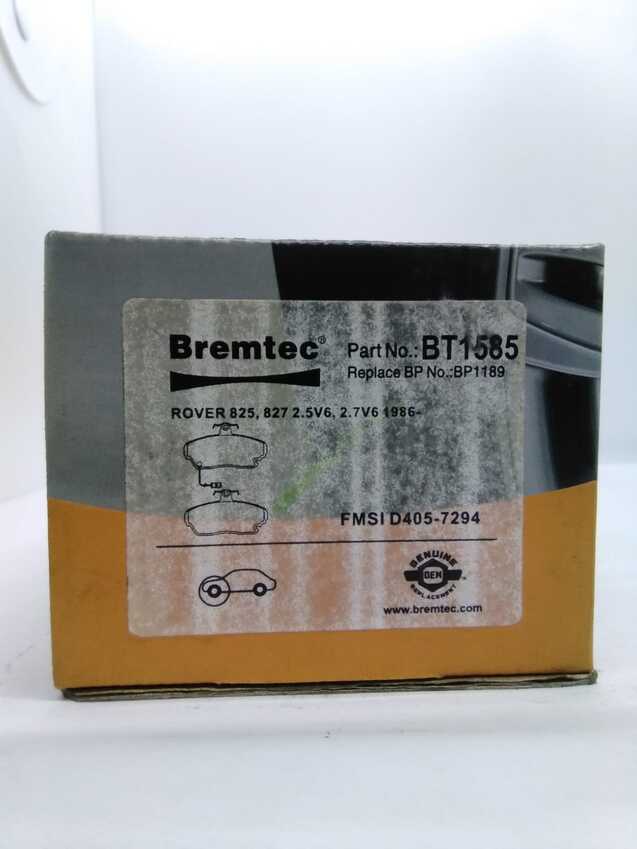 Bremtec®
Part No.: BT1585
Replace BP No.:BP1189
ROVER 825, 827 2.5V6, 2.7V6 1986-
FMSI D405-7294
GENUINE
OEM
REPLACEMENT
www.bremtec.com